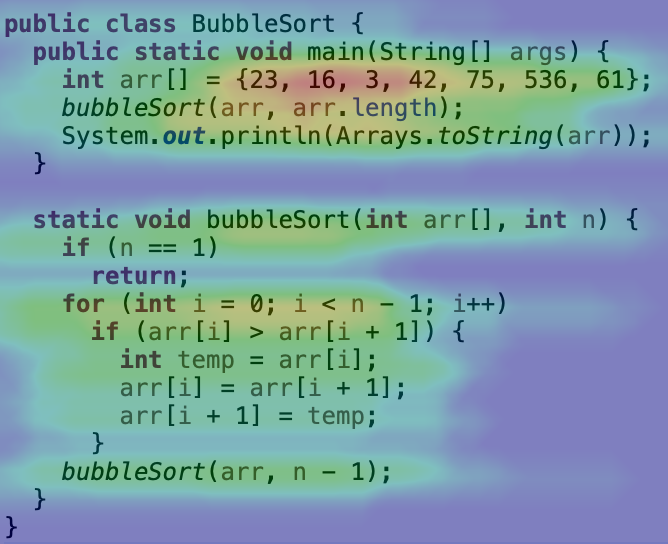 public class BubbleSort {
  public static void main(String[] args) {
    int arr[] = {23, 16, 3, 42, 75, 536, 61};
    bubbleSort(arr, arr.length);
    System.out.println(Arrays.toString(arr));
  }

  static void bubbleSort(int arr[], int n) {
    if (n == 1)
      return;
    for (int i = 0; i < n - 1; i++)
      if (arr[i] > arr[i + 1]) {
        int temp = arr[i];
        arr[i] = arr[i + 1];
        arr[i + 1] = temp;
      }
    bubbleSort(arr, n - 1);
  }
}